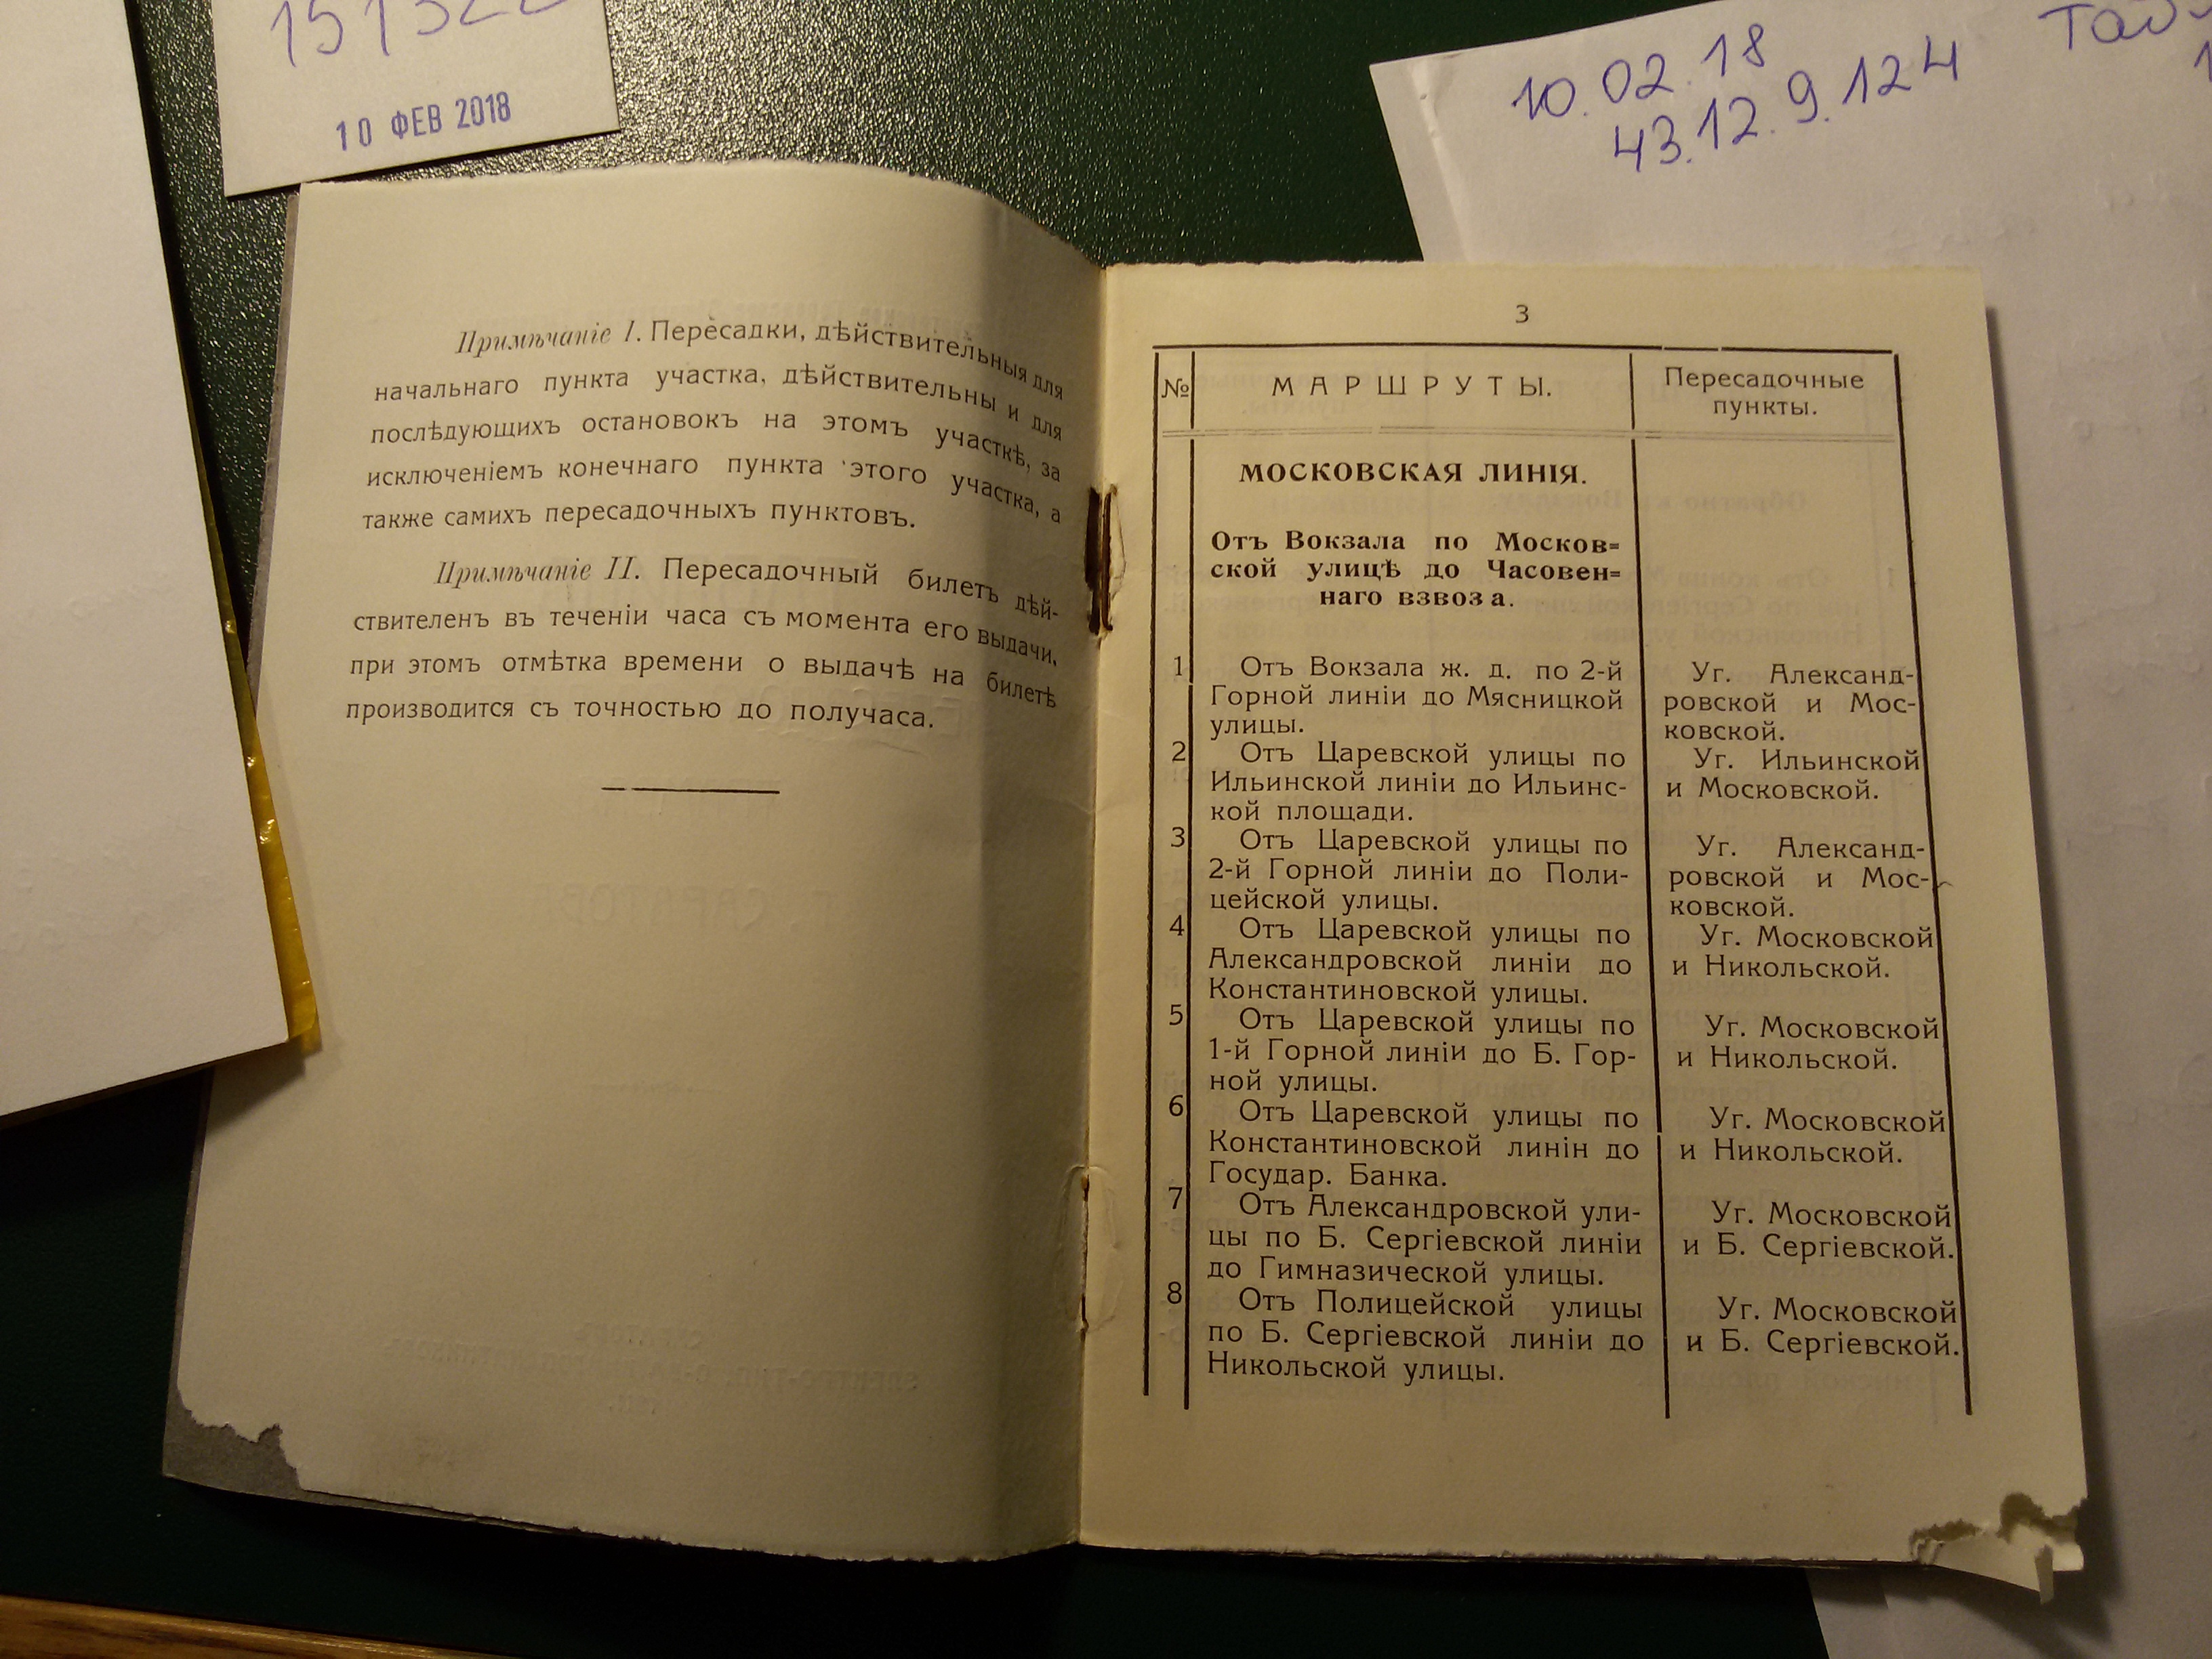 10 ФЕВ 2018
10.02.18
43.12.9.124
Примѣчаніе I. Пересадки, дѣйствительныя для
начальнаго пункта участка, дѣйствительны и для
послѣдующихъ остановокъ на этомъ участкѣ, за
исключеніемъ конечнаго пункта этого участка, а
также самихъ пересадочныхъ пунктовъ.
Примѣчаніе II. Пересадочный билетъ дѣй-
ствителенъ въ теченіи часа съ момента его выдачи,
при этомъ отмѣтка времени о выдачѣ на билетѣ
производится съ точностью до получаса.
3
№ МАРШРУТЫ. Пересадочные
пункты.
МОСКОВСКАЯ ЛИНІЯ.
Отъ Вокзала по Москов=
ской улицѣ до Часовен=
наго взвоза.
1 Отъ Вокзала ж. д. по 2-й
Горной линіи до Мясницкой
улицы.
Уг. Александ-
ровской и Мос-
ковской.
2 Отъ Царевской улицы по
Ильинской линіи до Ильинс-
кой площади.
Уг. Ильинской
и Московской.
3 Отъ Царевской улицы по
2-й Горной линіи до Поли-
цейской улицы.
Уг. Александ-
ровской и Мос-
ковской.
4 Отъ Царевской улицы по
Александровской линіи до
Константиновской улицы.
Уг. Московской
и Никольской.
5 Отъ Царевской улицы по
1-й Горной линіи до Б. Гор-
ной улицы.
Уг. Московской
и Никольской.
6 Отъ Царевской улицы по
Константиновской линін до
Государ. Банка.
Уг. Московской
и Никольской.
7 Отъ Александровской ули-
цы по Б. Сергіевской линіи
до Гимназической улицы.
Уг. Московской
и Б. Сергіевской.
8 Отъ Полицейской улицы
по Б. Сергіевской линіи до
Никольской улицы.
Уг. Московской
и Б. Сергіевской.